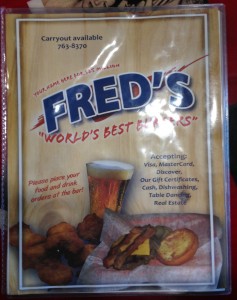 Carryout available
763-8370
FRED'S
"WORLD'S BEST BURGERS"
Accepting:
Visa, MasterCard,
Discover,
Our Gift Certificates,
Cash, Dishwashing,
Table Dancing,
Real Estate
Please place your
food and drink
orders at the bar!